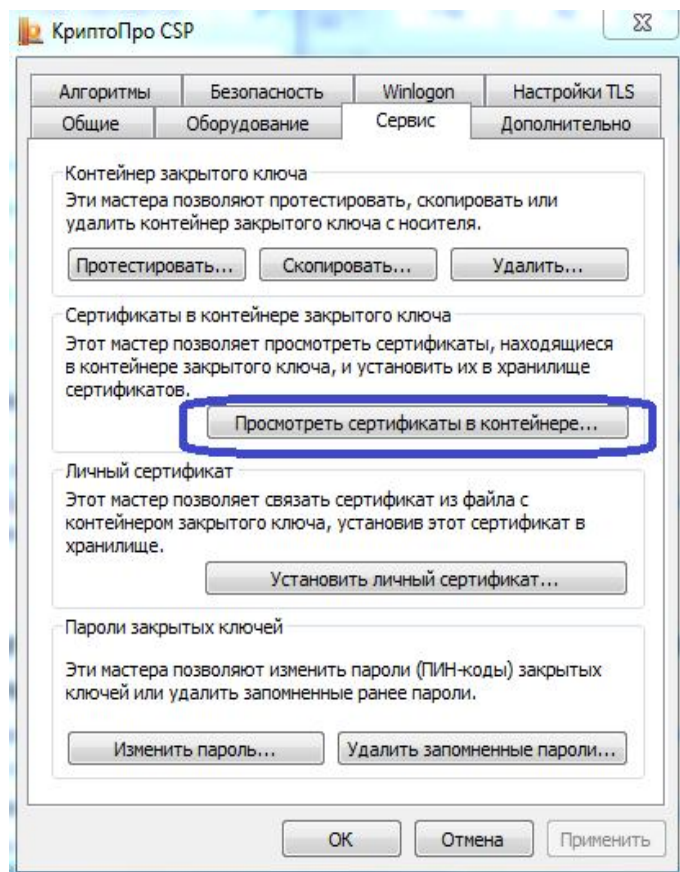 КриптоПро CSP
Алгоритмы Безопасность Winlogon Настройки TLS
Общие Оборудование Сервис Дополнительно
Контейнер закрытого ключа
Эти мастера позволяют протестировать, скопировать или
удалить контейнер закрытого ключа с носителя.
Протестировать... Скопировать... Удалить...
Сертификаты в контейнере закрытого ключа
Этот мастер позволяет просмотреть сертификаты, находящиеся
в контейнере закрытого ключа, и установить их в хранилище
сертификатов.
Просмотреть сертификаты в контейнере...
Личный сертификат
Этот мастер позволяет связать сертификат из файла с
контейнером закрытого ключа, установив этот сертификат в
хранилище.
Установить личный сертификат...
Пароли закрытых ключей
Эти мастера позволяют изменить пароли (ПИН-коды) закрытых
ключей или удалить запомненные ранее пароли.
Изменить пароль... Удалить запомненные пароли...
ОК Отмена Применить